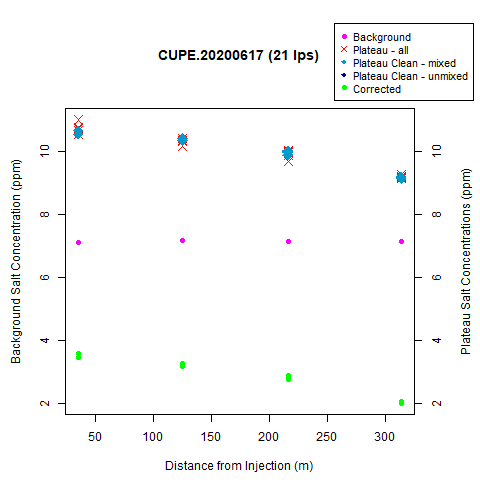 CUPE.20200617 (21 lps)
Background
Plateau - all
Plateau Clean - mixed
Plateau Clean - unmixed
Corrected
Background Salt Concentration (ppm)
10
8
6
4
2
10
8
6
4
2
Plateau Salt Concentrations (ppm)
50 100 150 200 250 300
Distance from Injection (m)